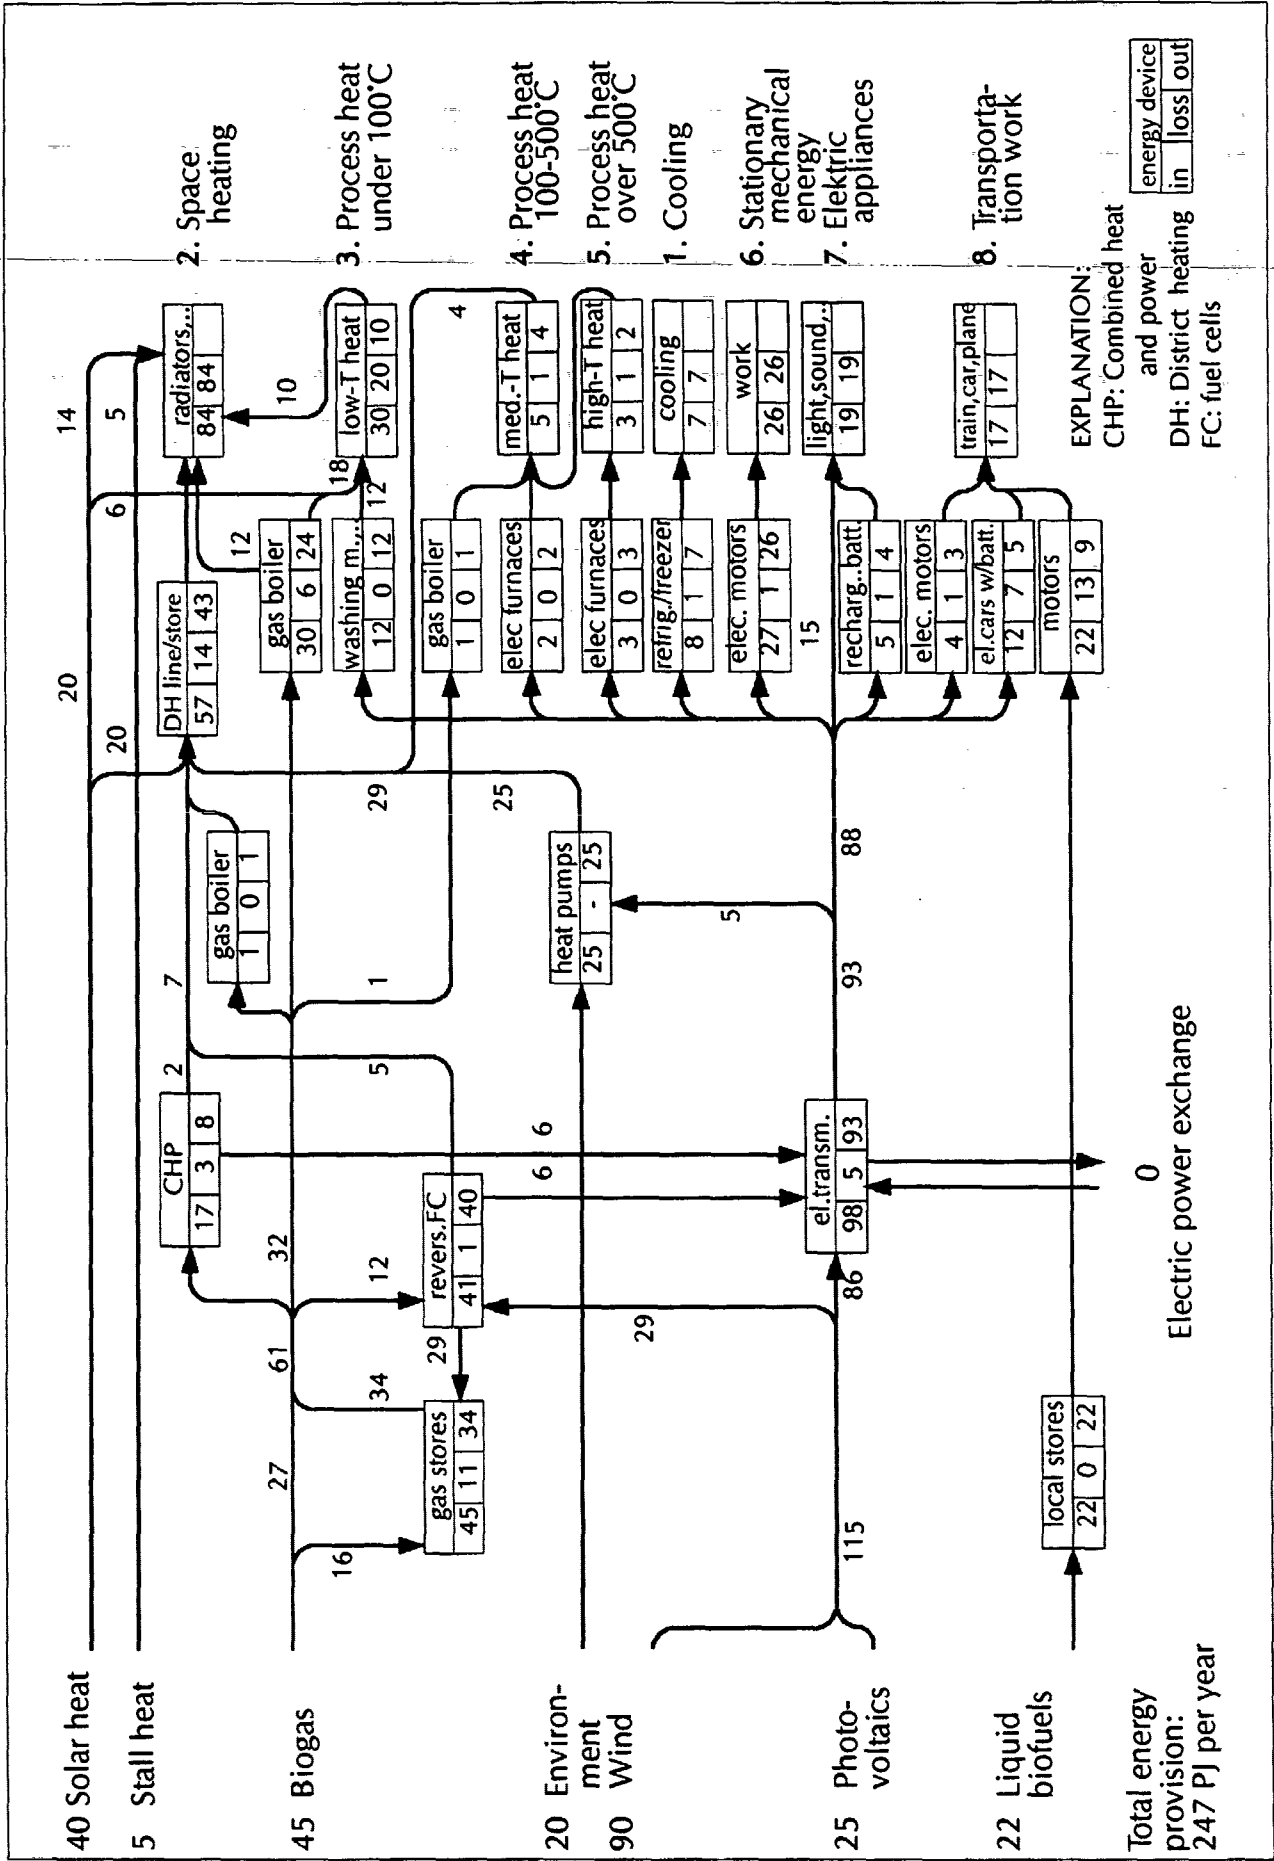 40 Solar heat
5 Stall heat
45 Biogas
20 Environ-
ment
90 Wind
25 Photo-
voltaics
22 Liquid
biofuels
Total energy
provision:
247 PJ per year
16
27
gas stores
45 11 34
34
29
61
12
32
CHP
17 3 8
2
7
5
revers.FC
41 1 40
6
6
29
115
86
el.transm.
98 5 93
0
Electric power exchange
local stores
22 0 22
gas boiler
1 0 1
1
heat pumps
25 - 25
5
93
88
20
20
29
25
DH line/store
57 14 43
12
6
14
5
gas boiler
30 6 24
washing m.,..
12 0 12
18
12
gas boiler
1 0 1
elec furnaces
2 0 2
elec furnaces
3 0 3
refrig./freezer
8 1 7
elec. motors
27 1 26
15
recharg..batt.
5 1 4
elec. motors
4 1 3
el.cars w/batt.
12 7 5
motors
22 13 9
radiators,..
84 84
10
low-T heat
30 20 10
4
med.-T heat
5 1 4
high-T heat
3 1 2
cooling
7 7
work
26 26
light,sound,..
19 19
train,car,plane
17 17
2. Space
heating
3. Process heat
under 100°C
4. Process heat
100-500°C
5. Process heat
over 500°C
1. Cooling
6. Stationary
mechanical
energy
7. Elektric
appliances
8. Transporta-
tion work
EXPLANATION:
CHP: Combined heat
and power
DH: District heating
FC: fuel cells
energy device
in loss out